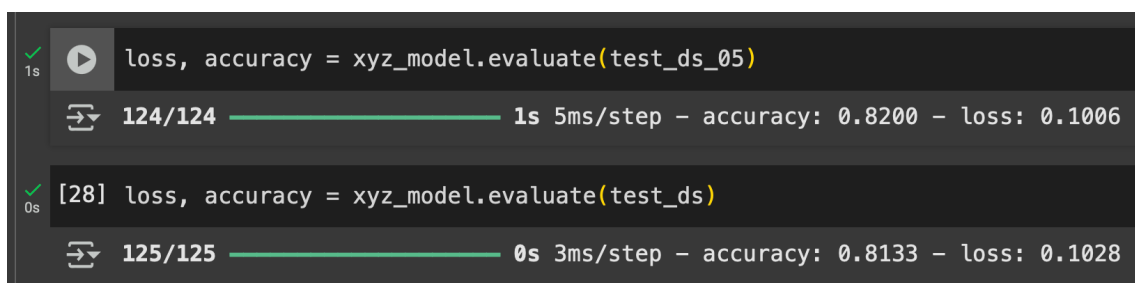 loss, accuracy = xyz_model.evaluate(test_ds_05)
1s
124/124 ━━━━━━━━━━━━━━━━━━━━ 1s 5ms/step – accuracy: 0.8200 – loss: 0.1006
[28] loss, accuracy = xyz_model.evaluate(test_ds)
0s
125/125 ━━━━━━━━━━━━━━━━━━━━ 0s 3ms/step – accuracy: 0.8133 – loss: 0.1028